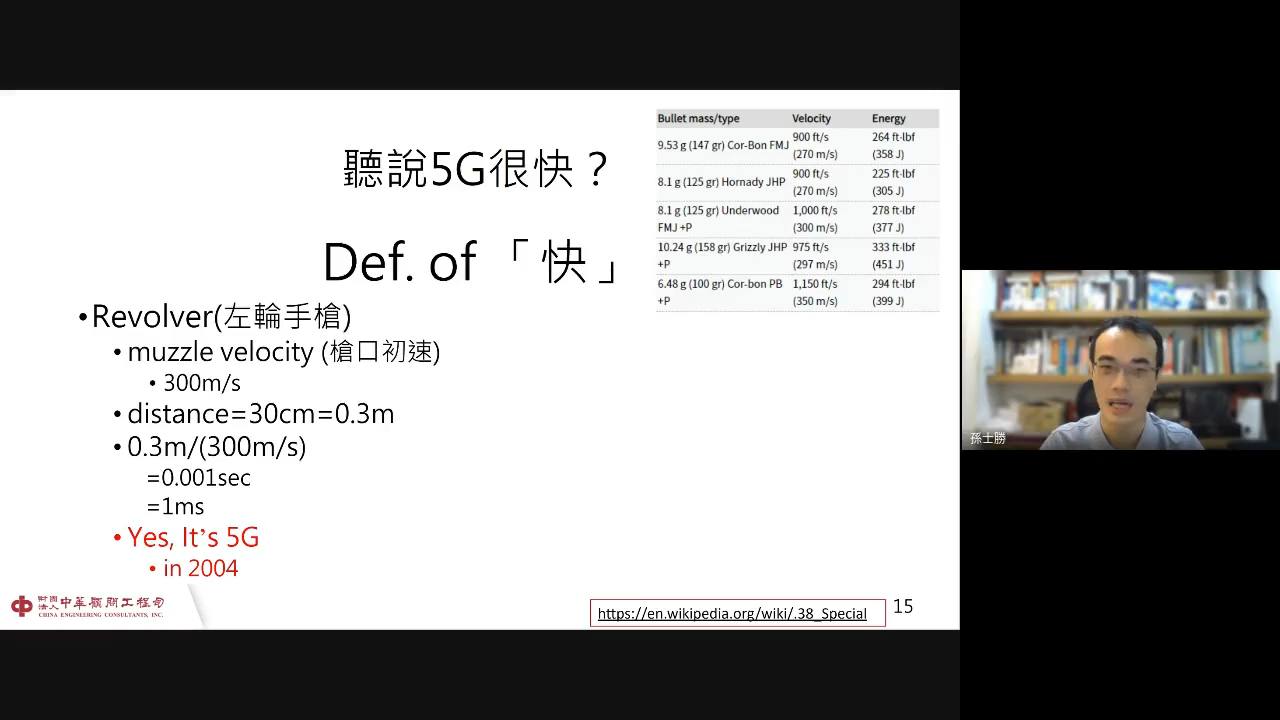 聽說5G很快？
Def. of 「快」
•Revolver(左輪手槍)
• muzzle velocity (槍口初速)
• 300m/s
• distance=30cm=0.3m
• 0.3m/(300m/s)
=0.001sec
=1ms
• Yes, It’s 5G
• in 2004
Bullet mass/type Velocity Energy
9.53 g (147 gr) Cor-Bon FMJ 900 ft/s (270 m/s) 264 ft·lbf (358 J)
8.1 g (125 gr) Hornady JHP 900 ft/s (270 m/s) 225 ft·lbf (305 J)
8.1 g (125 gr) Underwood FMJ +P 1,000 ft/s (300 m/s) 278 ft·lbf (377 J)
10.24 g (158 gr) Grizzly JHP +P 975 ft/s (297 m/s) 333 ft·lbf (451 J)
6.48 g (100 gr) Cor-bon PB +P 1,150 ft/s (350 m/s) 294 ft·lbf (399 J)
財團法人中華顧問工程司
CHINA ENGINEERING CONSULTANTS, INC.
https://en.wikipedia.org/wiki/.38_Special
15
孫士勝